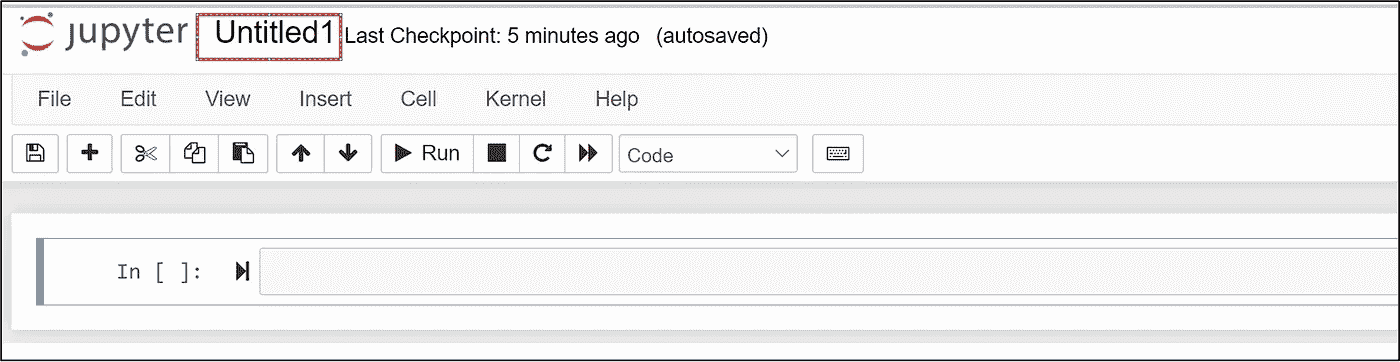 jupyter Untitled1 Last Checkpoint: 5 minutes ago (autosaved)
File Edit View Insert Cell Kernel Help
Run Code
In [ ]: